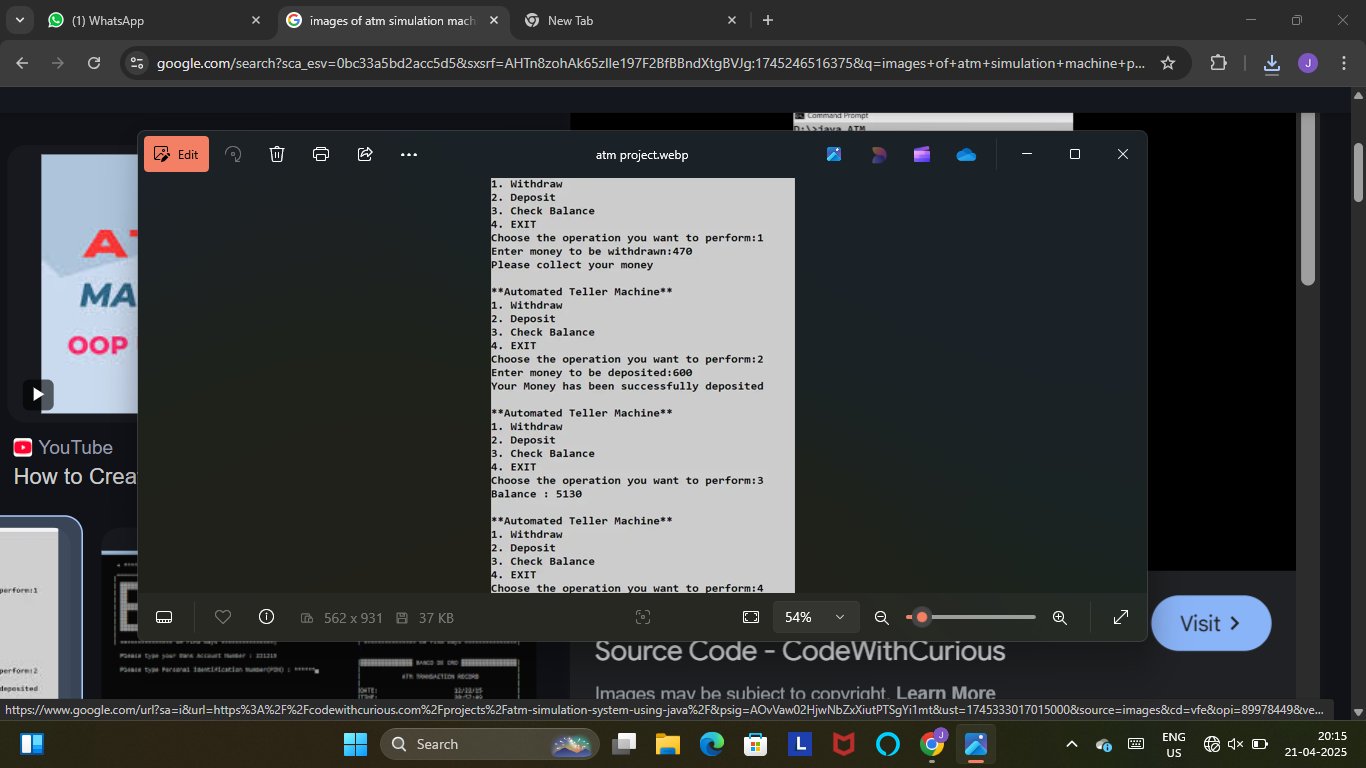 (1) WhatsApp
images of atm simulation mach
New Tab
google.com/search?sca_esv=0bc33a5bd2acc5d5&sxsrf=AHTn8zohAk65zlle197F2BfBBndXtgBVJg:1745246516375&q=images+of+atm+simulation+machine+p...
J
Command Prompt
D:\>java ATM
Edit
atm project.webp
1. Withdraw
2. Deposit
3. Check Balance
4. EXIT
Choose the operation you want to perform:1
Enter money to be withdrawn:470
Please collect your money
**Automated Teller Machine**
1. Withdraw
2. Deposit
3. Check Balance
4. EXIT
Choose the operation you want to perform:2
Enter money to be deposited:600
Your Money has been successfully deposited
**Automated Teller Machine**
1. Withdraw
2. Deposit
3. Check Balance
4. EXIT
Choose the operation you want to perform:3
Balance : 5130
**Automated Teller Machine**
1. Withdraw
2. Deposit
3. Check Balance
4. EXIT
Choose the operation you want to perform:4
562 x 931
37 KB
54%
AT
MA
OOP
YouTube
How to Crea
perform:1
perform:2
deposited
Please type your Bank Account Number : 221215
Please type Personal Identification Number(PIN) : ******
BANCO DE ORO
ATM TRANSACTION RECORD
DATE: 12/22/15
Visit
Source Code - CodeWithCurious
Images may be subject to copyright. Learn More
https://www.google.com/url?sa=i&url=https%3A%2F%2Fcodewithcurious.com%2Fprojects%2Fatm-simulation-system-using-java%2F&psig=AOvVaw02HjwNbZxXiutPTSgYi1mt&ust=1745333017015000&source=images&cd=vfe&opi=89978449&ve...
Search
L
J
ENG
US
20:15
21-04-2025